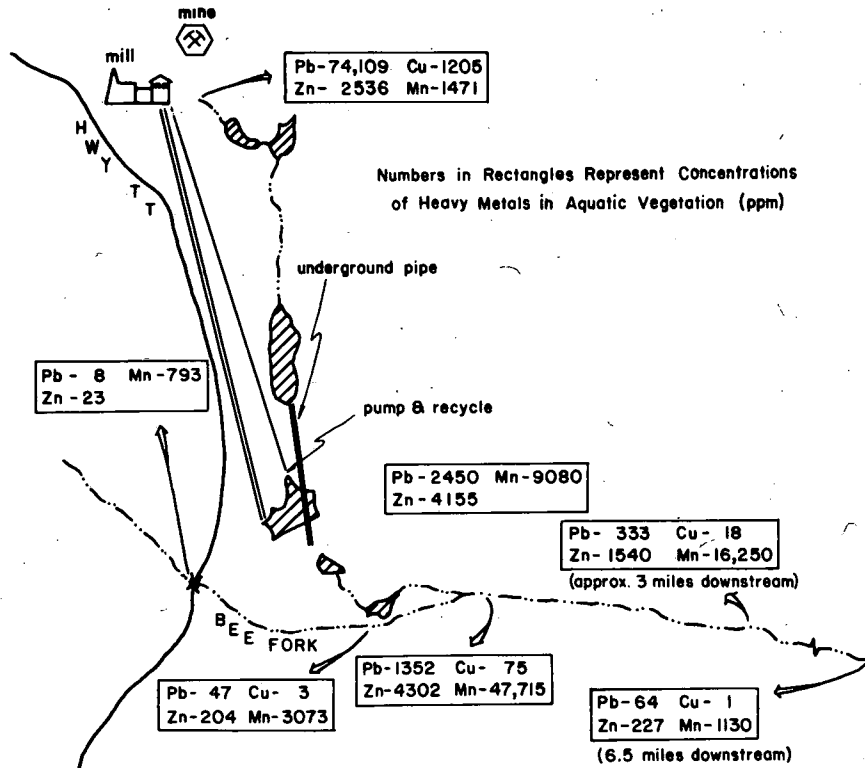 mine
mill
Pb-74,109 Cu-1205
Zn- 2536 Mn-1471
HWY TT
Numbers in Rectangles Represent Concentrations
of Heavy Metals in Aquatic Vegetation (ppm)
underground pipe
Pb- 8 Mn-793
Zn-23
pump & recycle
Pb-2450 Mn-9080
Zn-4155
Pb- 333 Cu- 18
Zn-1540 Mn-16,250
(approx. 3 miles downstream)
BEE FORK
Pb- 47 Cu- 3
Zn-204 Mn-3073
Pb-1352 Cu- 75
Zn-4302 Mn-47,715
Pb-64 Cu- 1
Zn-227 Mn-1130
(6.5 miles downstream)